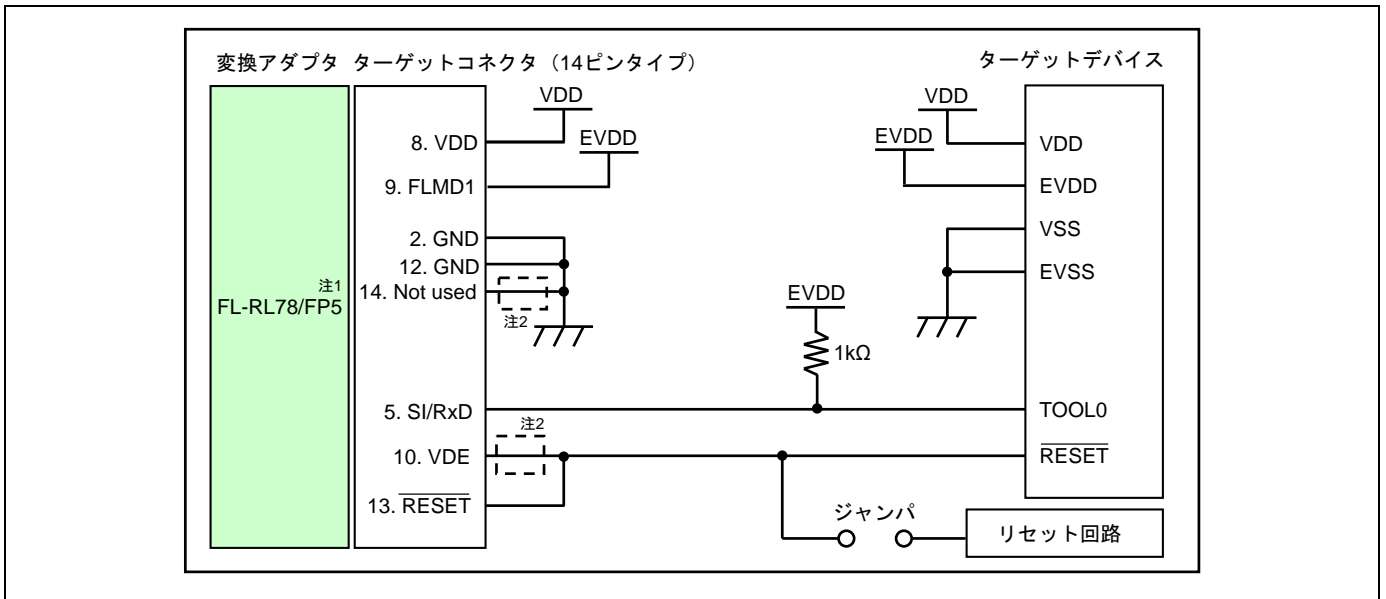 変換アダプタ ターゲットコネクタ（14ピンタイプ）
ターゲットデバイス
VDD
EVDD
8. VDD
9. FLMD1
2. GND
12. GND
14. Not used
注2
注1
FL-RL78/FP5
5. SI/RxD
注2
10. VDE
13. RESET
EVDD
1kΩ
VDD
EVDD
VDD
EVDD
VSS
EVSS
TOOL0
RESET
ジャンパ
リセット回路